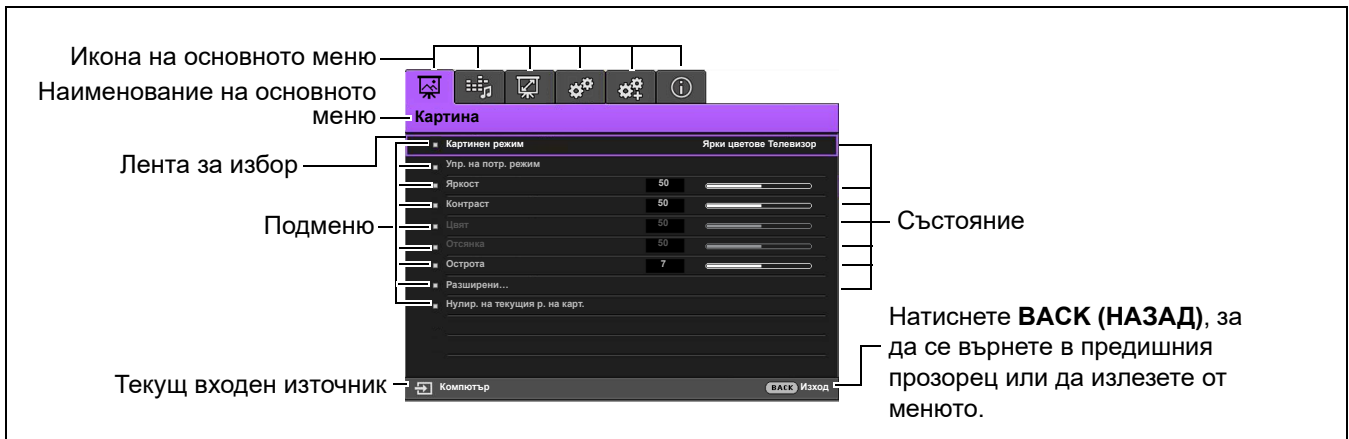 Икона на основното меню
Наименование на основното
меню
Картина
Лента за избор
Картинен режим Ярки цветове Телевизор
Упр. на потр. режим
Яркост 50
Контраст 50
Подменю
Цвят 50
Състояние
Отсянка 50
Острота 7
Разширени...
Нулир. на текущия р. на карт.
Натиснете BACK (НАЗАД), за
да се върнете в предишния
прозорец или да излезете от
менюто.
Текущ входен източник
Компютър BACK Изход